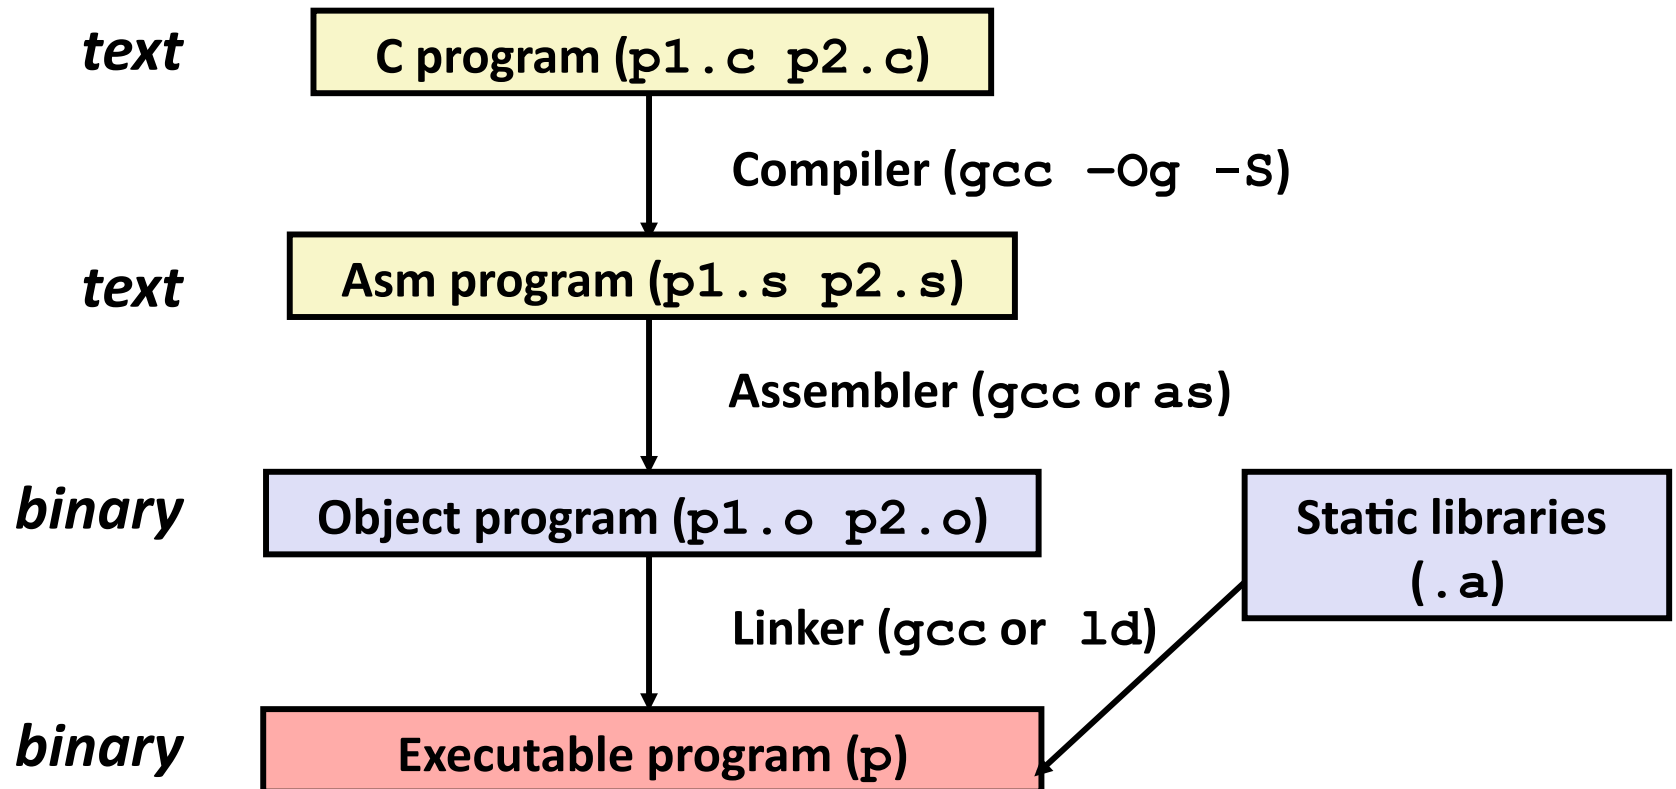 text
C program (p1.c p2.c)
Compiler (gcc –Og -S)
text
Asm program (p1.s p2.s)
Assembler (gcc or as)
binary
Object program (p1.o p2.o)
Static libraries
(.a)
Linker (gcc or ld)
binary
Executable program (p)